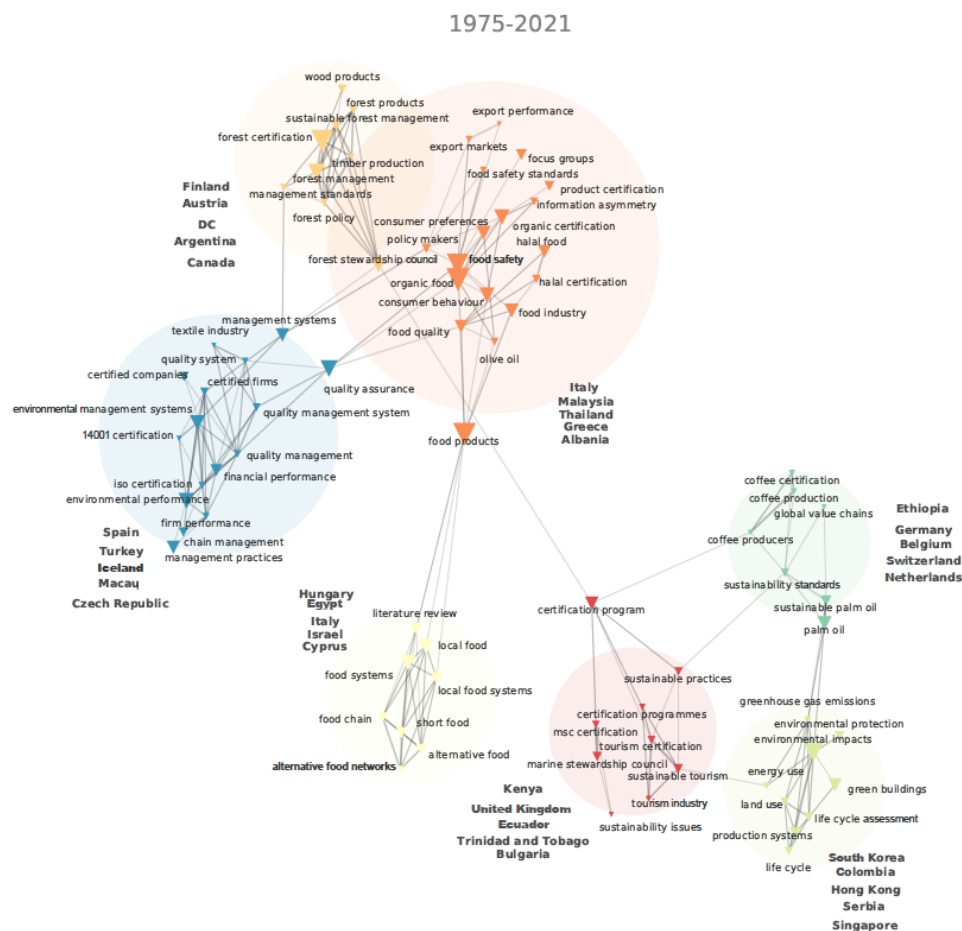 1975-2021
wood products
forest products
sustainable forest management
forest certification
timber production
forest management
management standards
forest policy
forest stewardship council
Finland
Austria
DC
Argentina
Canada
export performance
export markets
focus groups
food safety standards
product certification
information asymmetry
consumer preferences
organic certification
policy makers
halal food
food safety
organic food
halal certification
consumer behaviour
food industry
food quality
olive oil
food products
Italy
Malaysia
Thailand
Greece
Albania
management systems
textile industry
quality system
certified companies
certified firms
quality assurance
environmental management systems
quality management system
14001 certification
quality management
financial performance
iso certification
environmental performance
firm performance
chain management
management practices
Spain
Turkey
Iceland
Macau
Czech Republic
Hungary
Egypt
Italy
Israel
Cyprus
literature review
local food
food systems
local food systems
food chain
short food
alternative food
alternative food networks
coffee certification
coffee production
global value chains
coffee producers
sustainability standards
sustainable palm oil
palm oil
Ethiopia
Germany
Belgium
Switzerland
Netherlands
certification program
sustainable practices
certification programmes
msc certification
tourism certification
marine stewardship council
sustainable tourism
tourism industry
sustainability issues
Kenya
United Kingdom
Ecuador
Trinidad and Tobago
Bulgaria
greenhouse gas emissions
environmental protection
environmental impacts
energy use
green buildings
land use
life cycle assessment
production systems
life cycle
South Korea
Colombia
Hong Kong
Serbia
Singapore